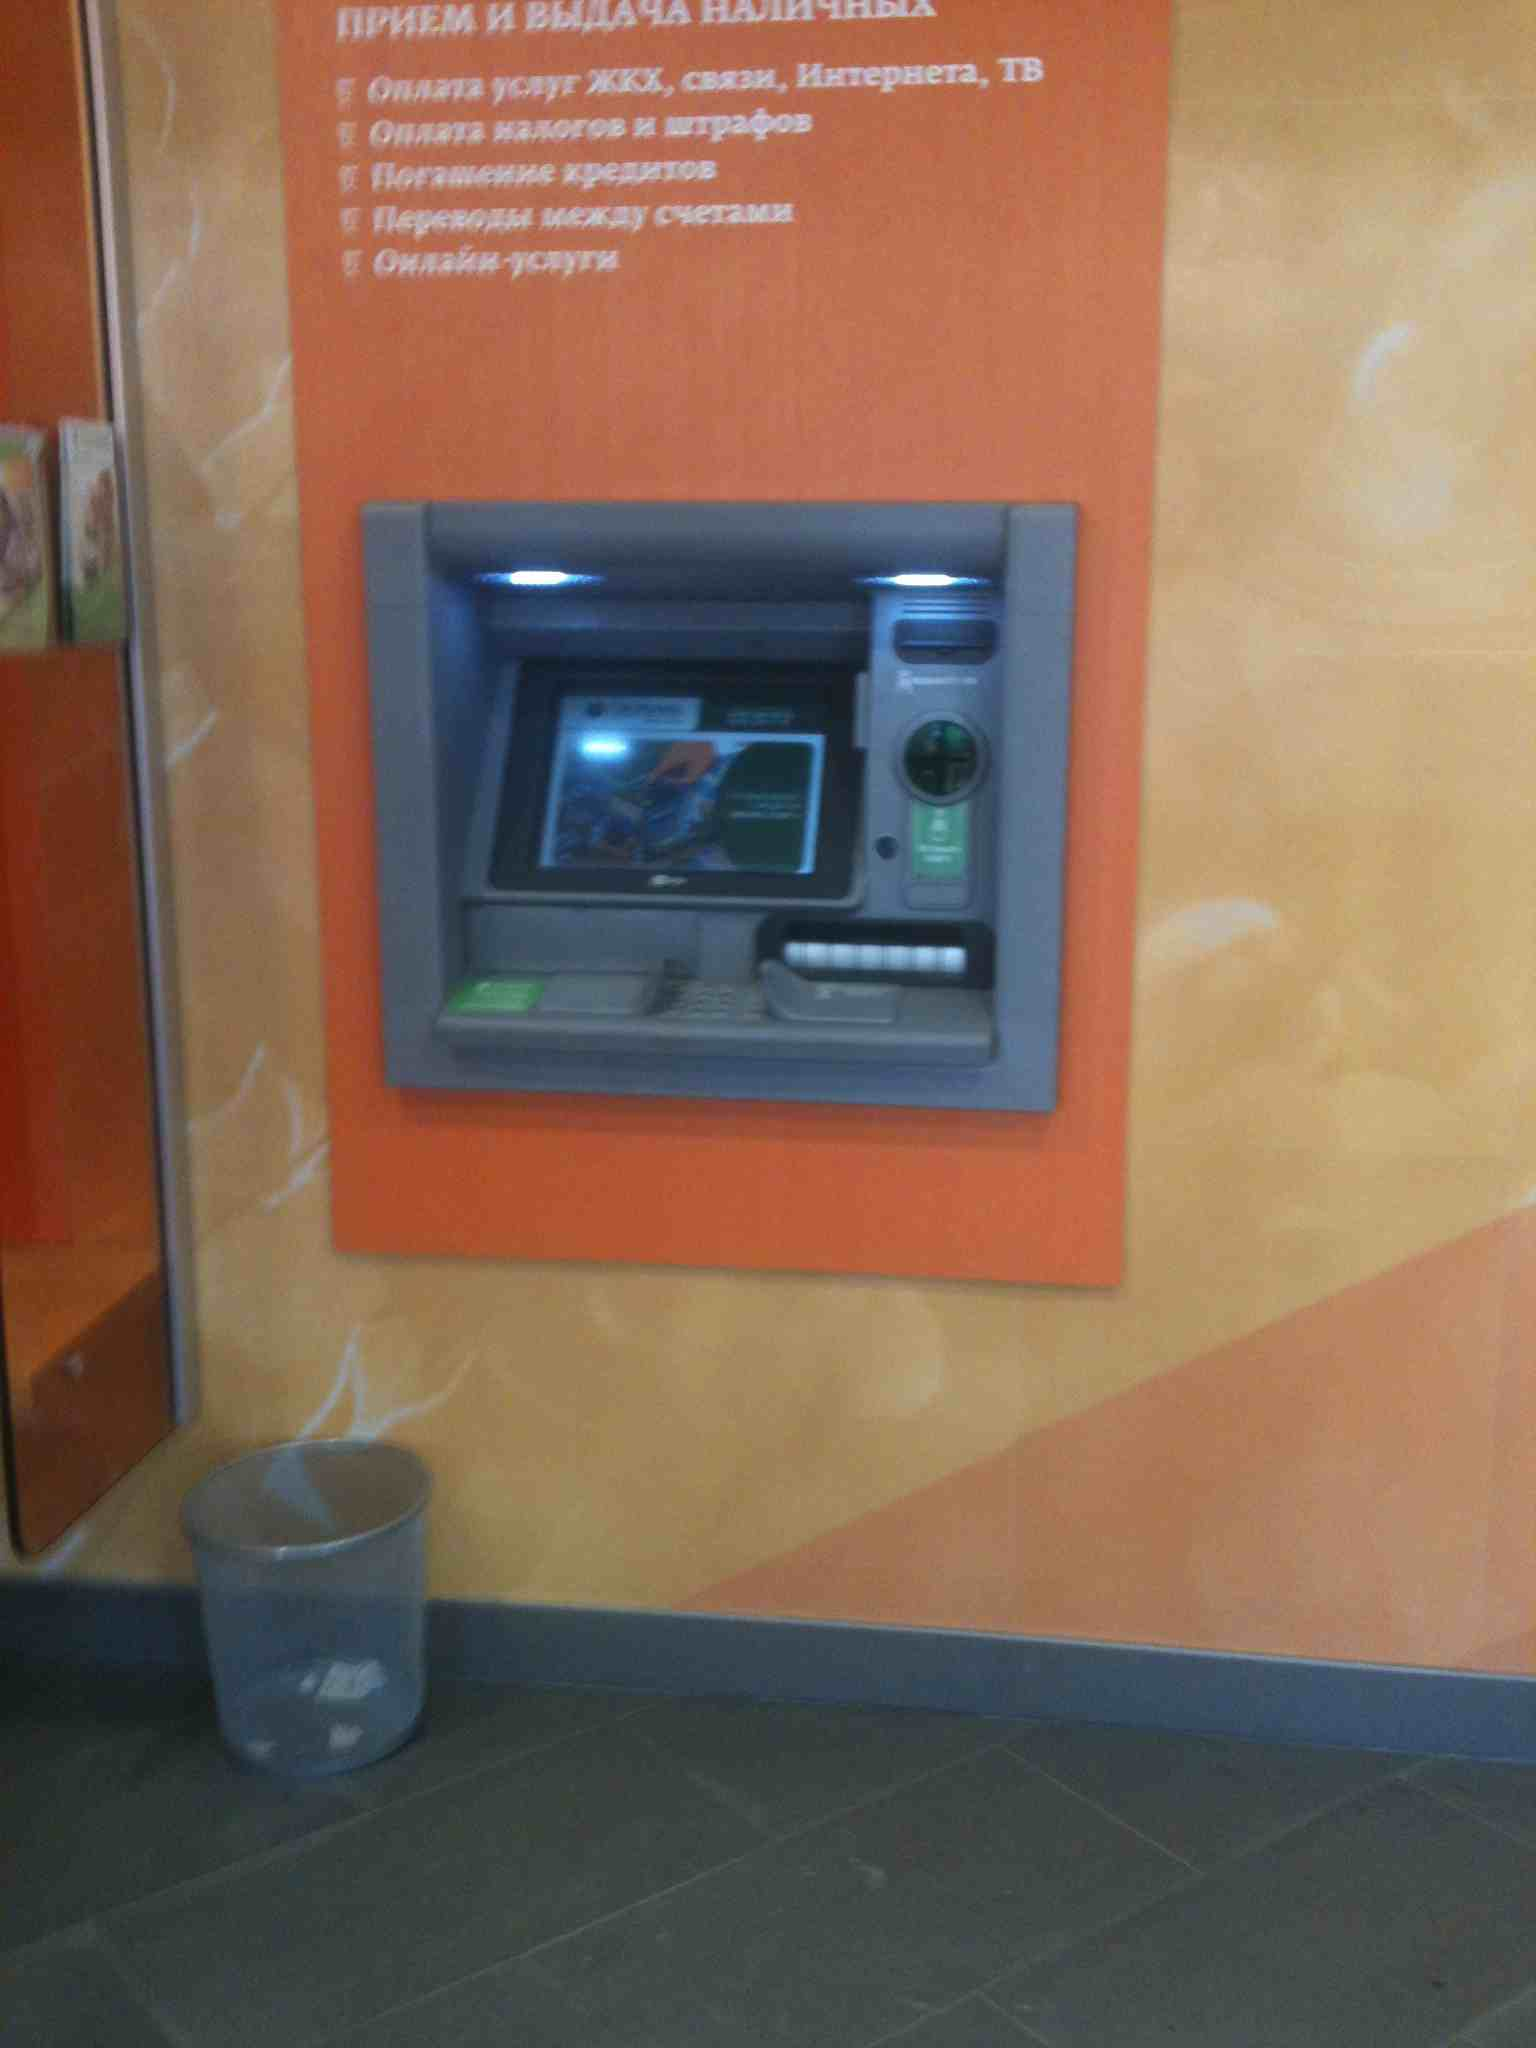 ПРИЕМ И ВЫДАЧА НАЛИЧНЫХ
Оплата услуг ЖКХ, связи, Интернета, ТВ
Оплата налогов и штрафов
Погашение кредитов
Переводы между счетами
Онлайн-услуги